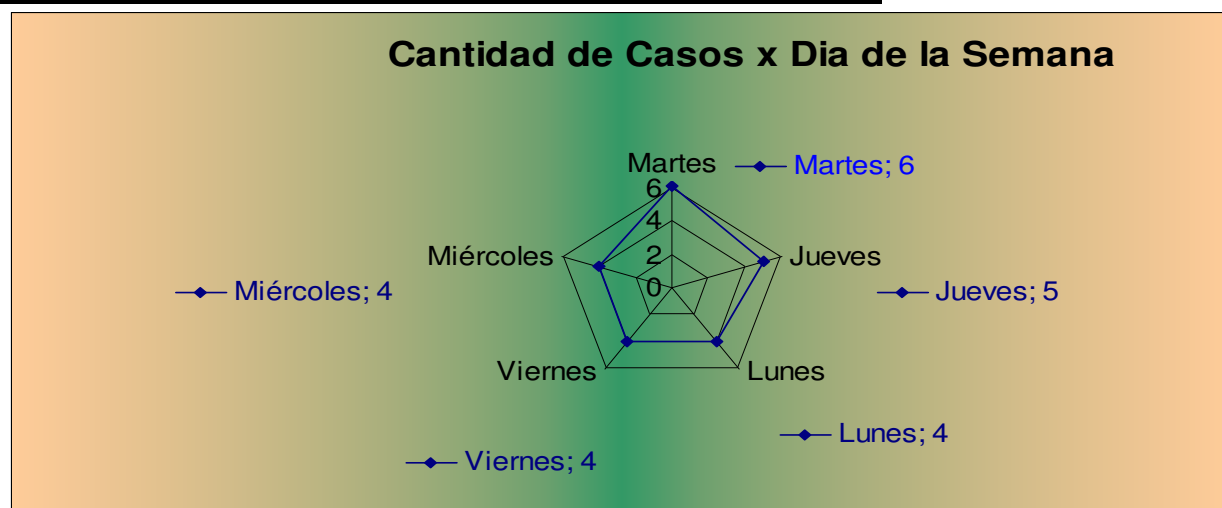 Cantidad de Casos x Dia de la Semana
Martes
Martes; 6
6
4
2
0
Miércoles
Jueves
Miércoles; 4
Jueves; 5
Viernes
Lunes
Lunes; 4
Viernes; 4